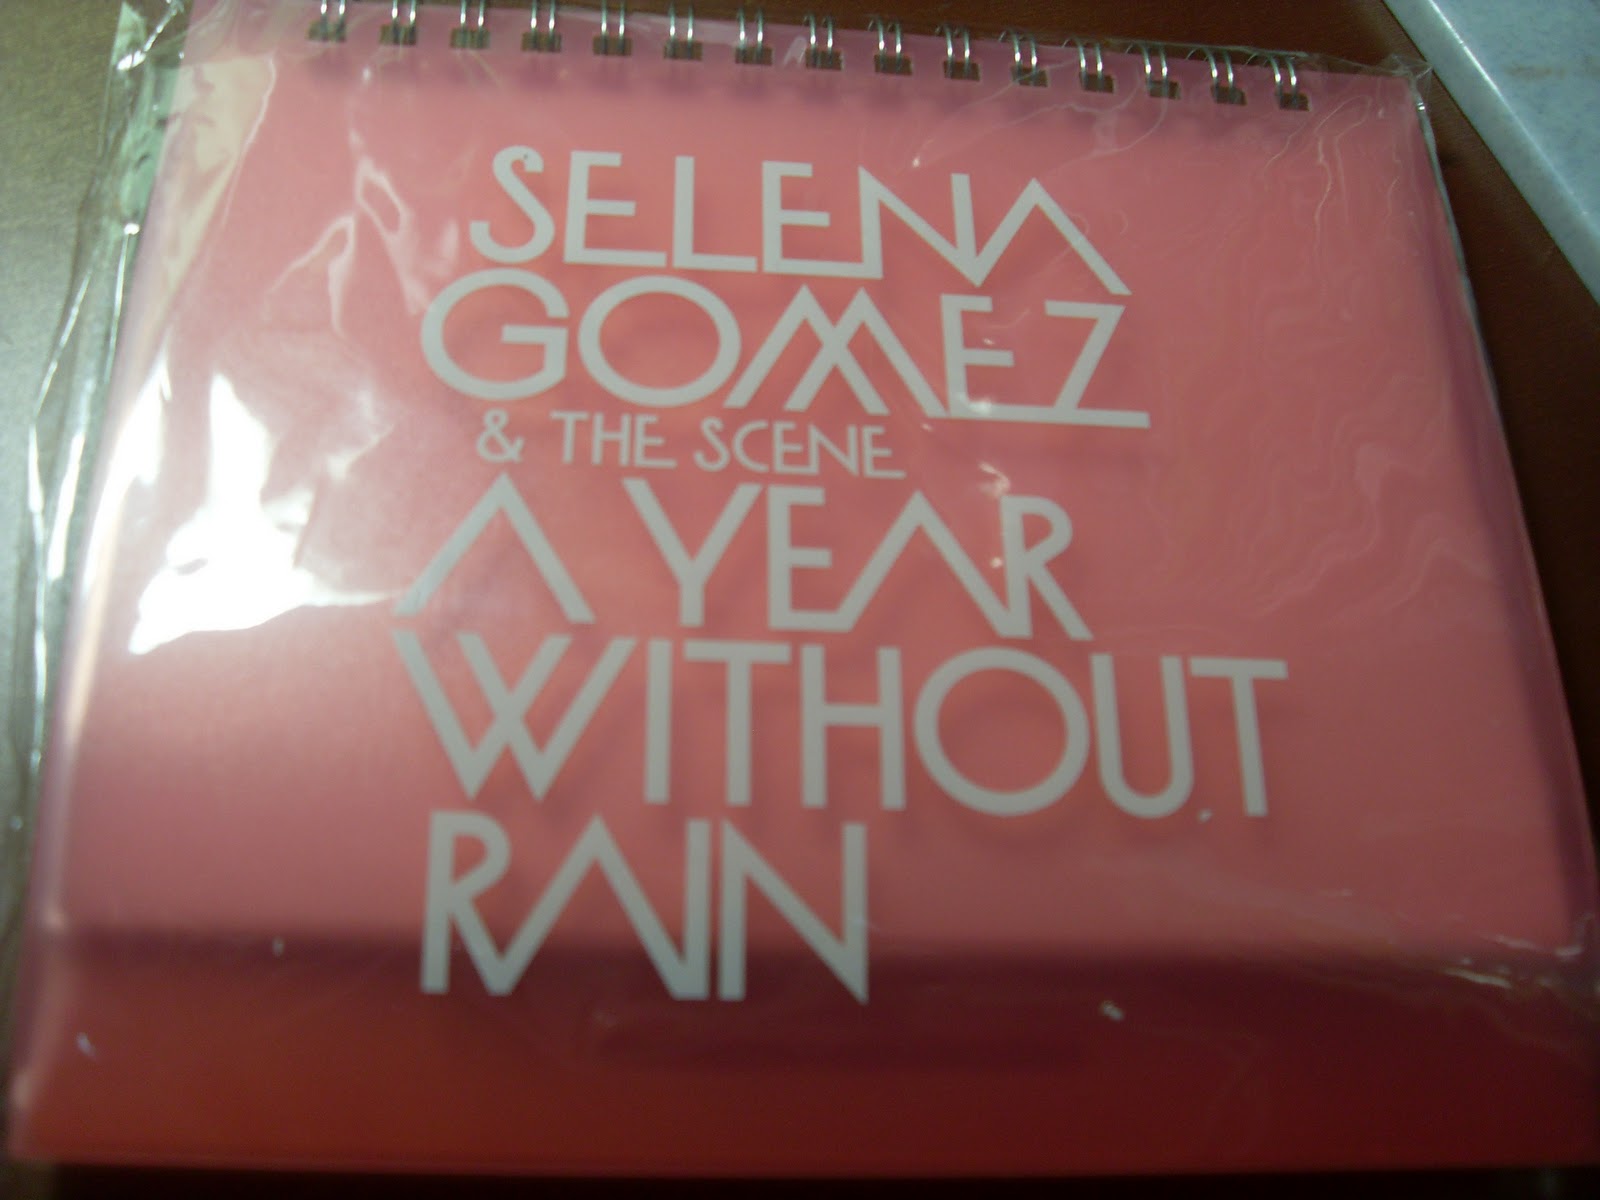 SELENA
GOMEZ
& THE SCENE
A YEAR
WITHOUT
RAIN